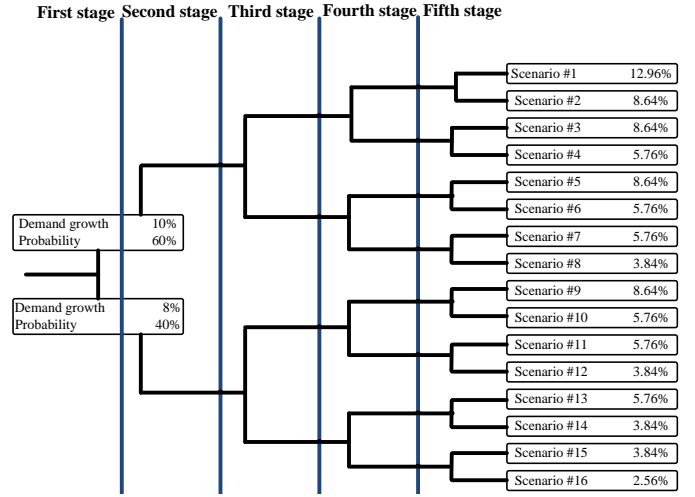 First stage Second stage Third stage Fourth stage Fifth stage
Scenario #1 12.96%
Scenario #2 8.64%
Scenario #3 8.64%
Scenario #4 5.76%
Scenario #5 8.64%
Scenario #6 5.76%
Scenario #7 5.76%
Scenario #8 3.84%
Demand growth 10%
Probability 60%
Demand growth 8%
Probability 40%
Scenario #9 8.64%
Scenario #10 5.76%
Scenario #11 5.76%
Scenario #12 3.84%
Scenario #13 5.76%
Scenario #14 3.84%
Scenario #15 3.84%
Scenario #16 2.56%